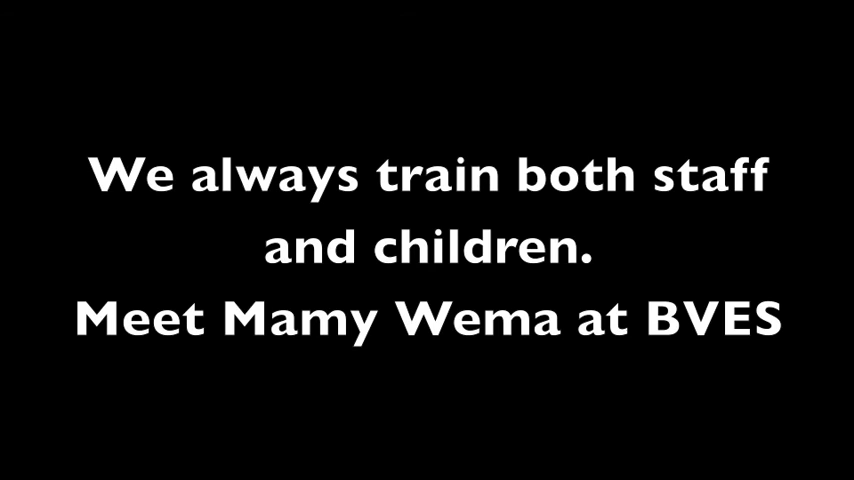 We always train both staff
and children.
Meet Mamy Wema at BVES